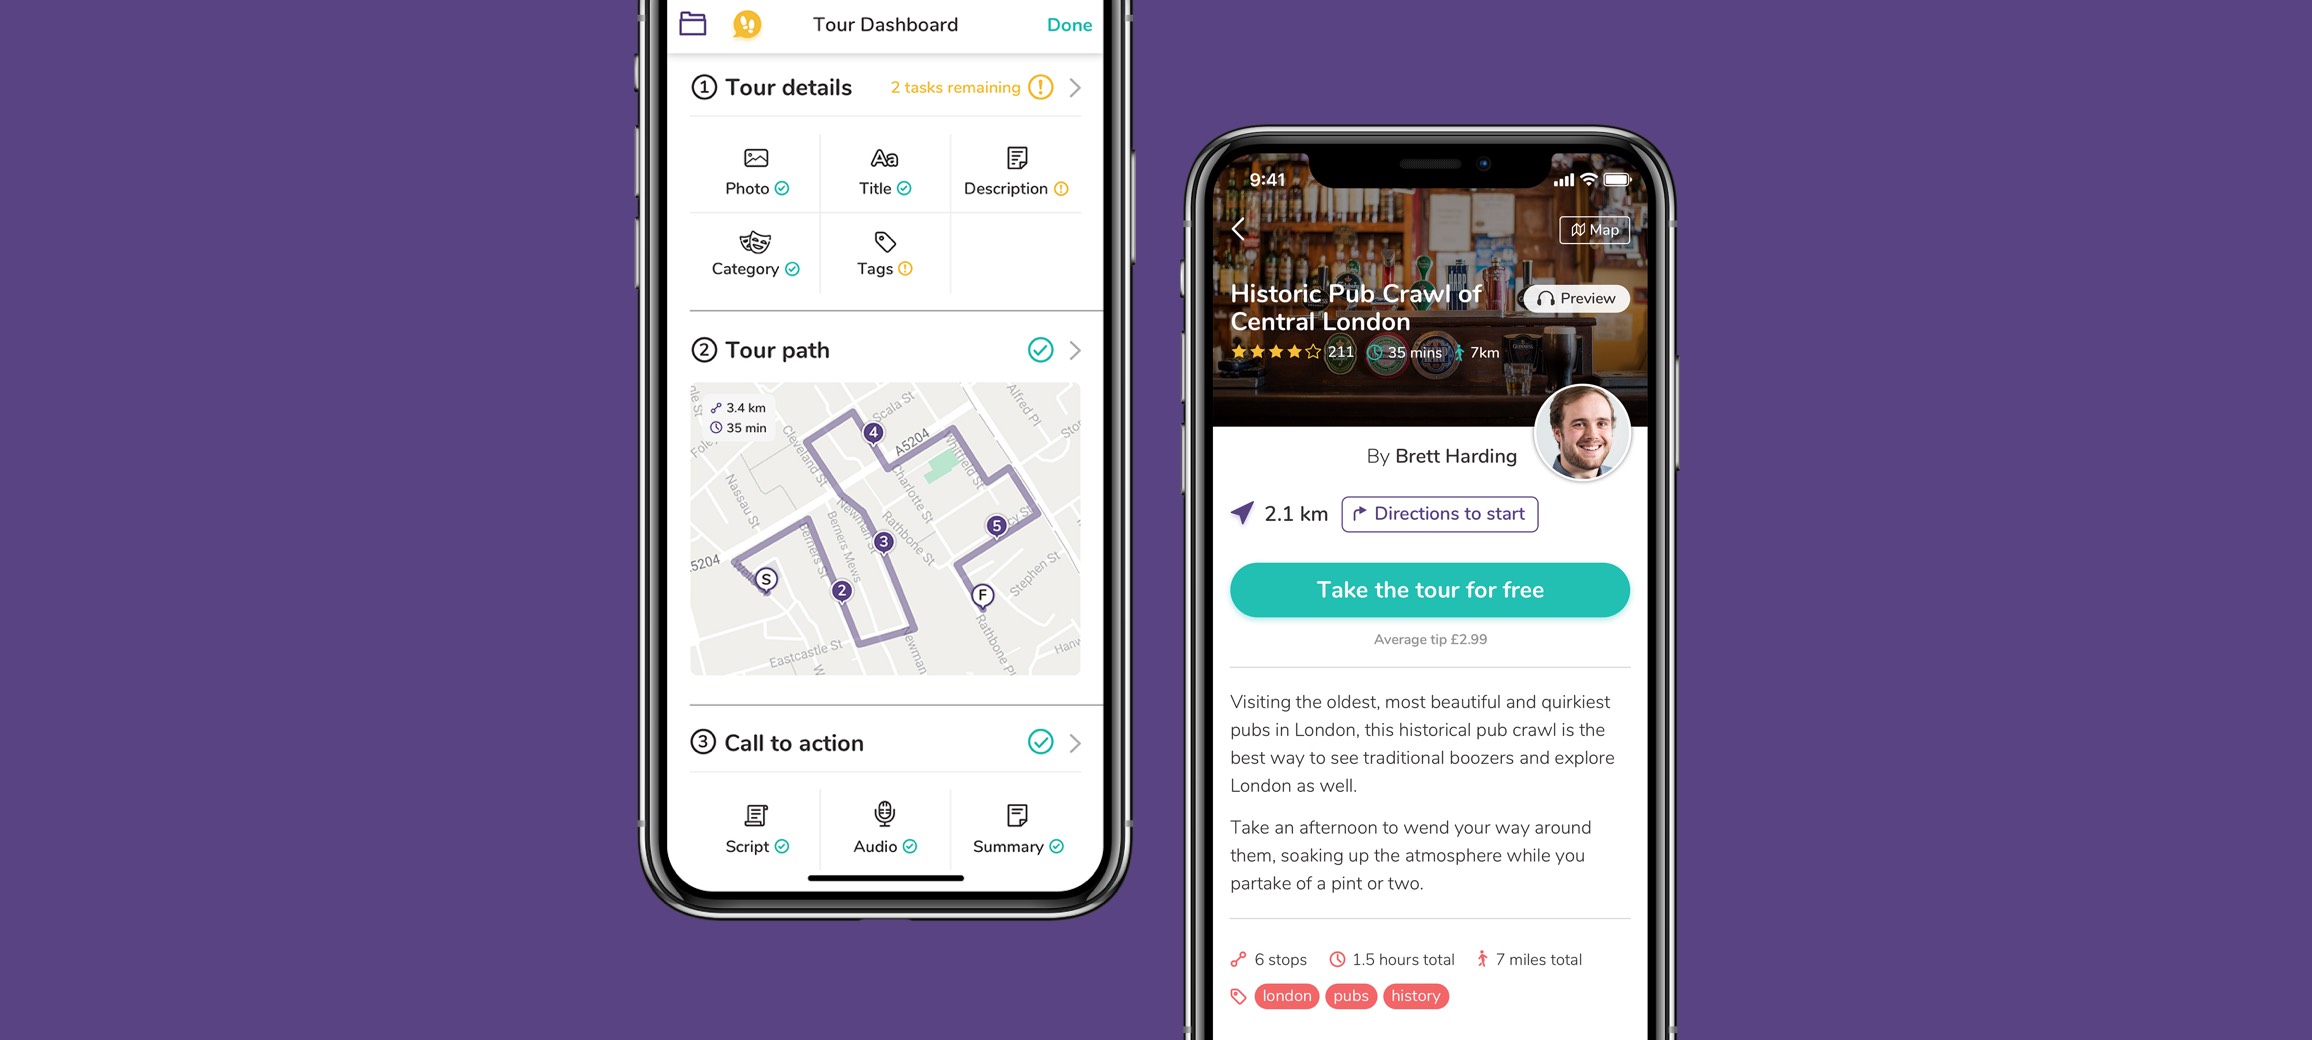 Tour Dashboard
Done
1 Tour details
2 tasks remaining
Photo
Aa
Title
Description
Category
Tags
2 Tour path
3.4 km
35 min
Scala St
Alfred Pl
Cleveland St
A5204
Whitfield St
Nassau St
Charlotte St
Newman St
Berners Mews
Berners St
Rathbone St
5204
Stephen St
Eastcastle St
Newman
Rathbone Pl
Hanw
S
2
3
4
5
F
3 Call to action
Script
Audio
Summary
9:41
Map
Historic Pub Crawl of
Central London
Preview
211
35 mins
7km
By Brett Harding
2.1 km
Directions to start
Take the tour for free
Average tip £2.99
Visiting the oldest, most beautiful and quirkiest
pubs in London, this historical pub crawl is the
best way to see traditional boozers and explore
London as well.
Take an afternoon to wend your way around
them, soaking up the atmosphere while you
partake of a pint or two.
6 stops
1.5 hours total
7 miles total
london
pubs
history